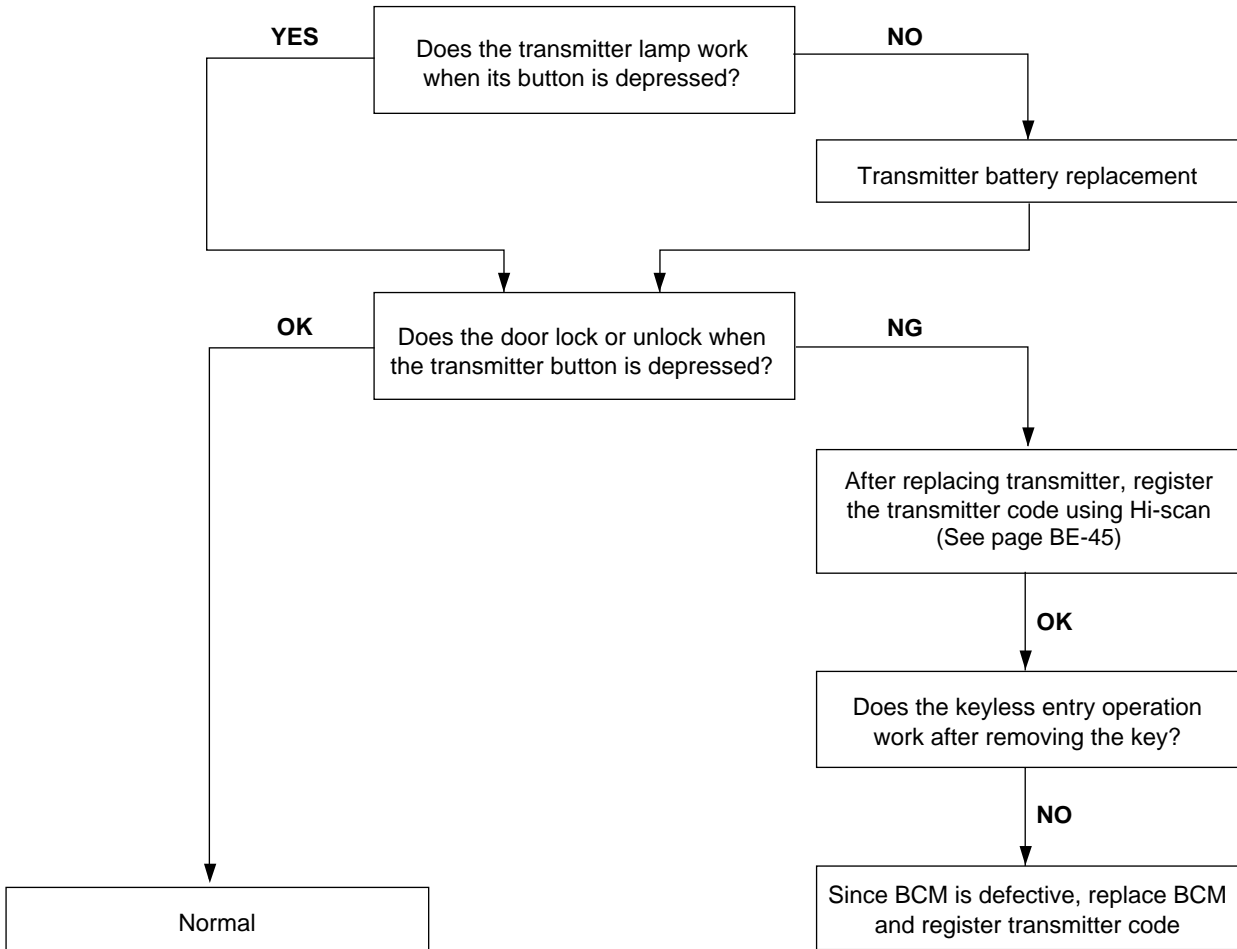 YES
Does the transmitter lamp work
when its button is depressed?
NO
Transmitter battery replacement
OK
Does the door lock or unlock when
the transmitter button is depressed?
NG
After replacing transmitter, register
the transmitter code using Hi-scan
(See page BE-45)
OK
Does the keyless entry operation
work after removing the key?
NO
Normal
Since BCM is defective, replace BCM
and register transmitter code